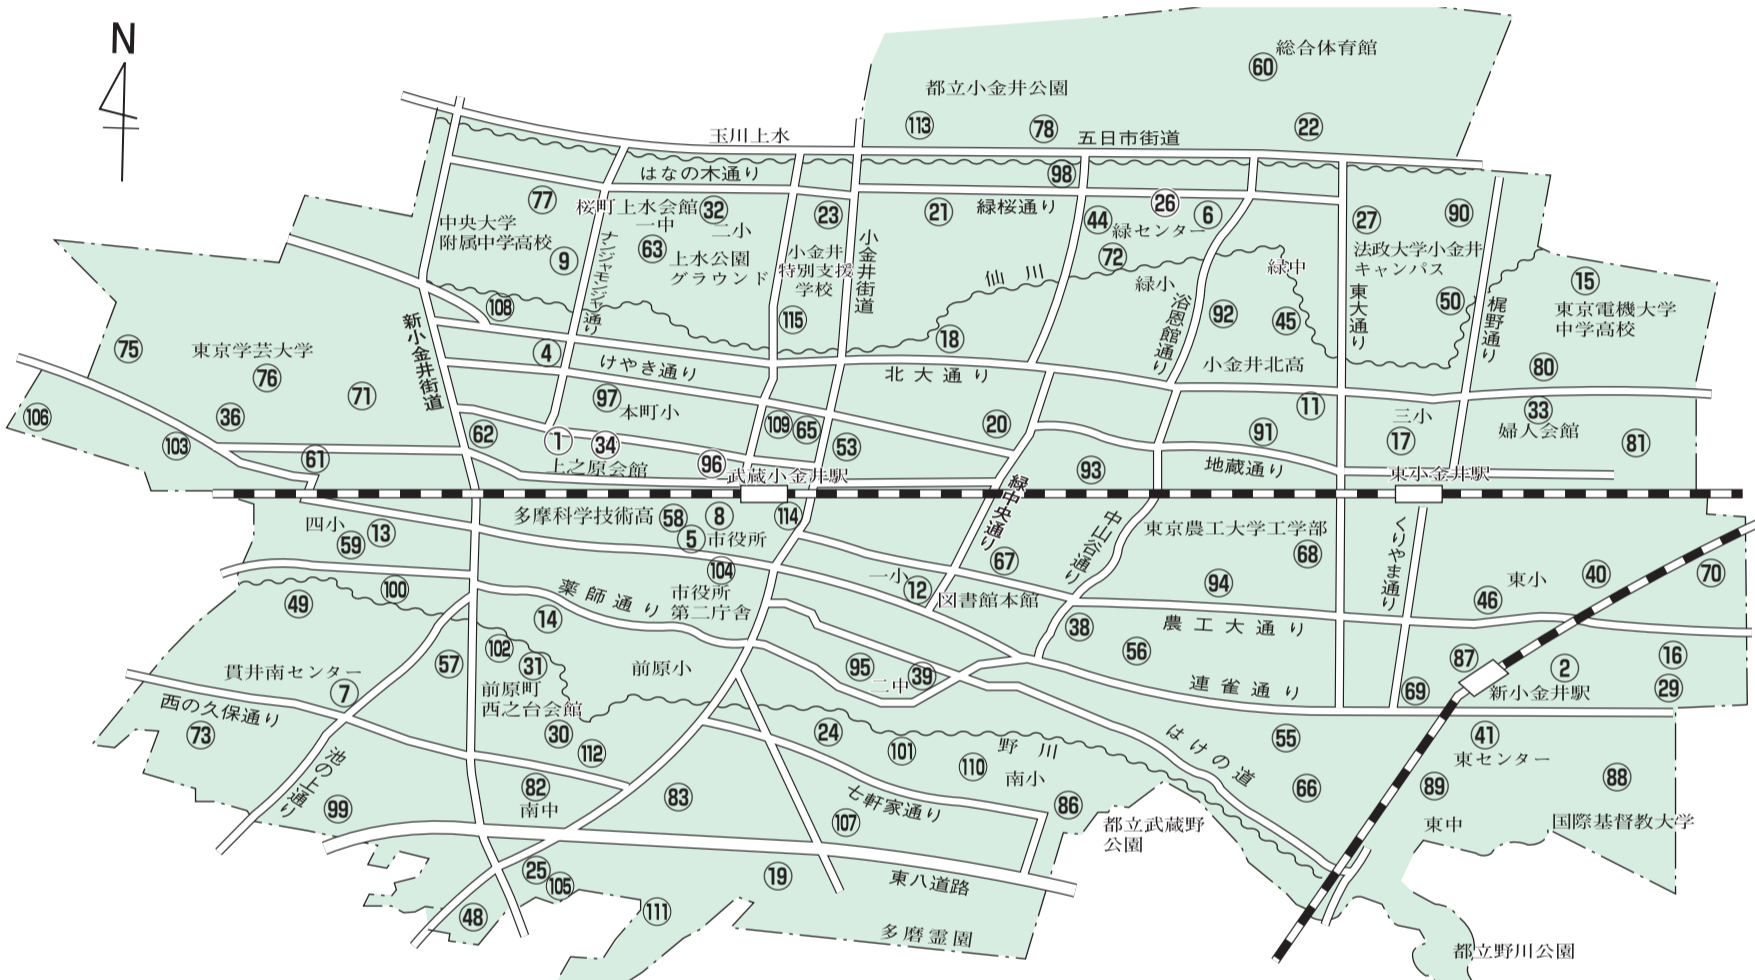 N
総合体育館
60
都立小金井公園
113
78
22
玉川上水
五日市街道
はなの木通り
98
77
桜町上水会館
32
23
21
緑桜通り
26
6
27
90
中央大学
附属中学高校
9
一中
二小
63
上水公園
グラウンド
小金井
特別支援
学校
小金井街道
44
緑センター
72
緑中
法政大学小金井
キャンパス
50
15
東京電機大学
中学高校
ナンジャモンジャ通り
仙川
緑小
浴恩館通り
92
45
東大通り
梶野通り
108
115
18
新小金井街道
4
けやき通り
北大通り
小金井北高
80
75
東京学芸大学
76
71
97
本町小
109
65
53
20
11
91
三小
17
33
婦人会館
81
106
36
103
61
62
1
34
上之原会館
96
武蔵小金井駅
93
地蔵通り
東小金井駅
緑中央通り
四小
59
13
多摩科学技術高
58
8
114
5
市役所
104
67
中山谷通り
東京農工大学工学部
68
くりやま通り
94
東小
46
40
70
49
100
薬師通り
14
市役所
第二庁舎
一小
12
図書館本館
38
農工大通り
56
貫井南センター
7
57
102
31
前原町
西之台会館
前原小
95
二中
39
連雀通り
87
69
2
新小金井駅
16
29
西の久保通り
73
池の上通り
30
112
24
101
野川
110
南小
はけの道
55
66
41
東センター
89
88
99
82
南中
83
107
七軒家通り
86
都立武蔵野
公園
東中
国際基督教大学
25
105
19
東八道路
48
111
多磨霊園
都立野川公園